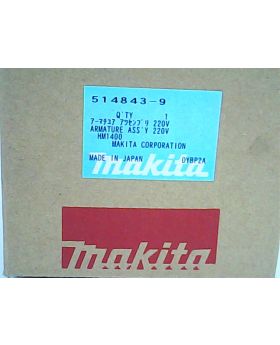 514843-9
Q'TY 1
アーマチュア アッセンブリ 220V
ARMATURE ASS'Y 220V
HM1400
MAKITA CORPORATION
MADE IN JAPAN DYBP2A
makita
makita